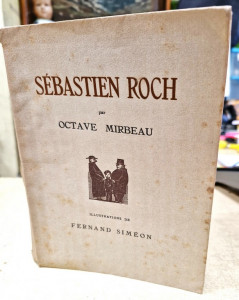 SÉBASTIEN ROCH
par
OCTAVE MIRBEAU
ILLUSTRATIONS DE
FERNAND SIMÉON